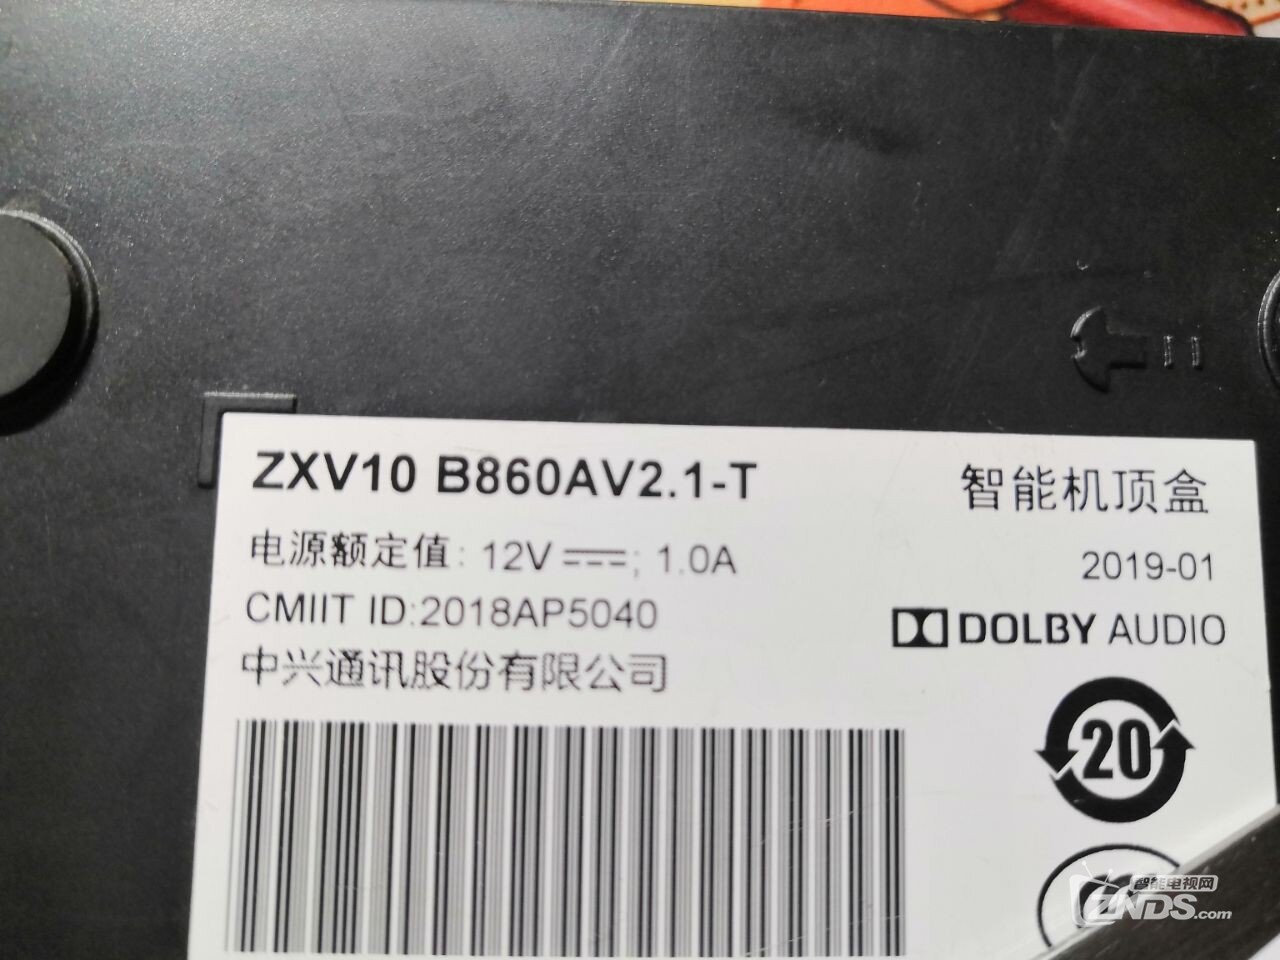 ZXV10 B860AV2.1-T
智能机顶盒
电源额定值: 12V ⎓; 1.0A
2019-01
CMIIT ID:2018AP5040
DOLBY AUDIO
中兴通讯股份有限公司
20
智能电视网
ZNDS.com